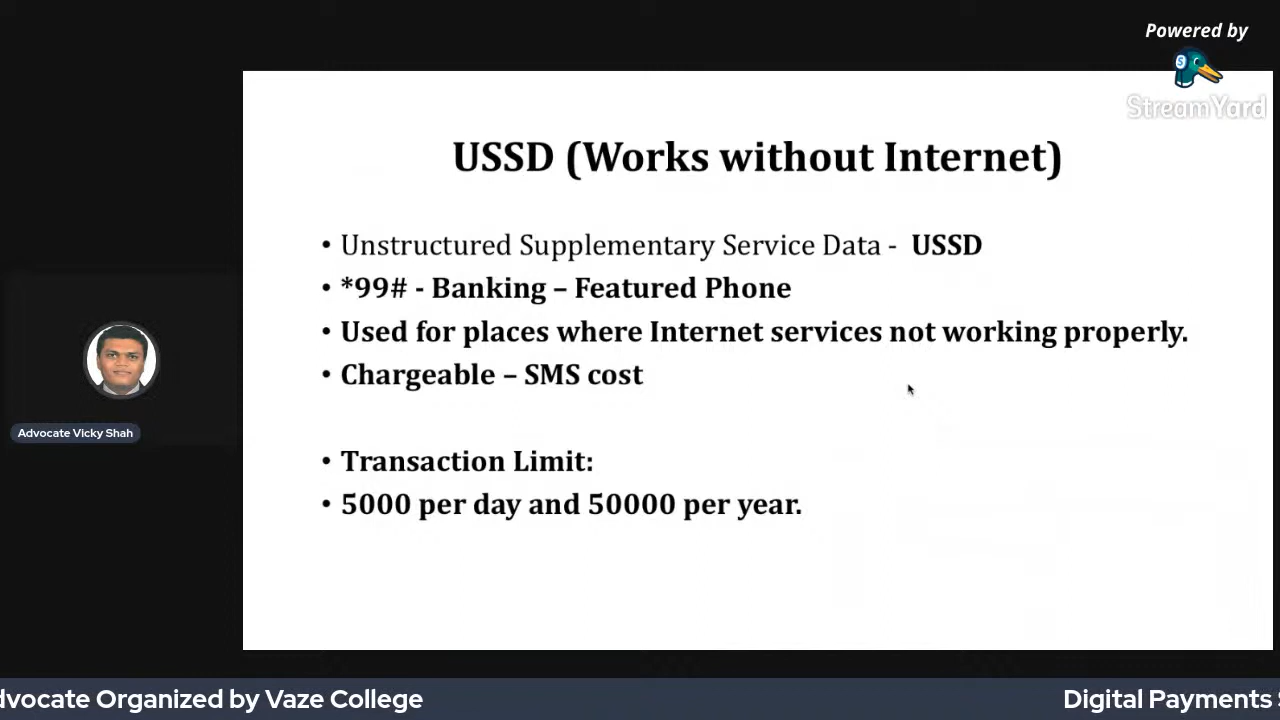 Powered by
StreamYard
USSD (Works without Internet)
• Unstructured Supplementary Service Data - USSD
• *99# - Banking – Featured Phone
• Used for places where Internet services not working properly.
• Chargeable – SMS cost
• Transaction Limit:
• 5000 per day and 50000 per year.
Advocate Vicky Shah
dvocate Organized by Vaze College
Digital Payments S